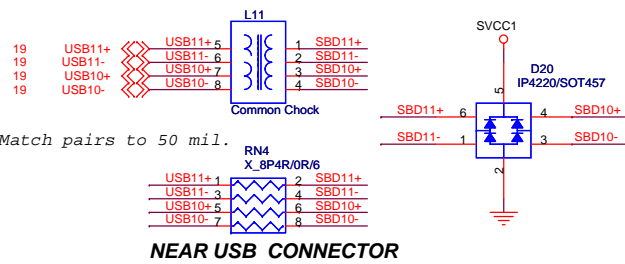 L11
19 USB11+ USB11+ 5 1 SBD11+
19 USB11- USB11- 6 2 SBD11-
19 USB10+ USB10+ 7 3 SBD10+
19 USB10- USB10- 8 4 SBD10-
Common Chock
Match pairs to 50 mil.
RN4
X_8P4R/0R/6
USB11+ 1 2 SBD11+
USB11- 3 4 SBD11-
USB10+ 5 6 SBD10+
USB10- 7 8 SBD10-
NEAR USB CONNECTOR
SVCC1
D20
IP4220/SOT457
5
SBD11+ 6 4 SBD10+
SBD11- 1 3 SBD10-
2